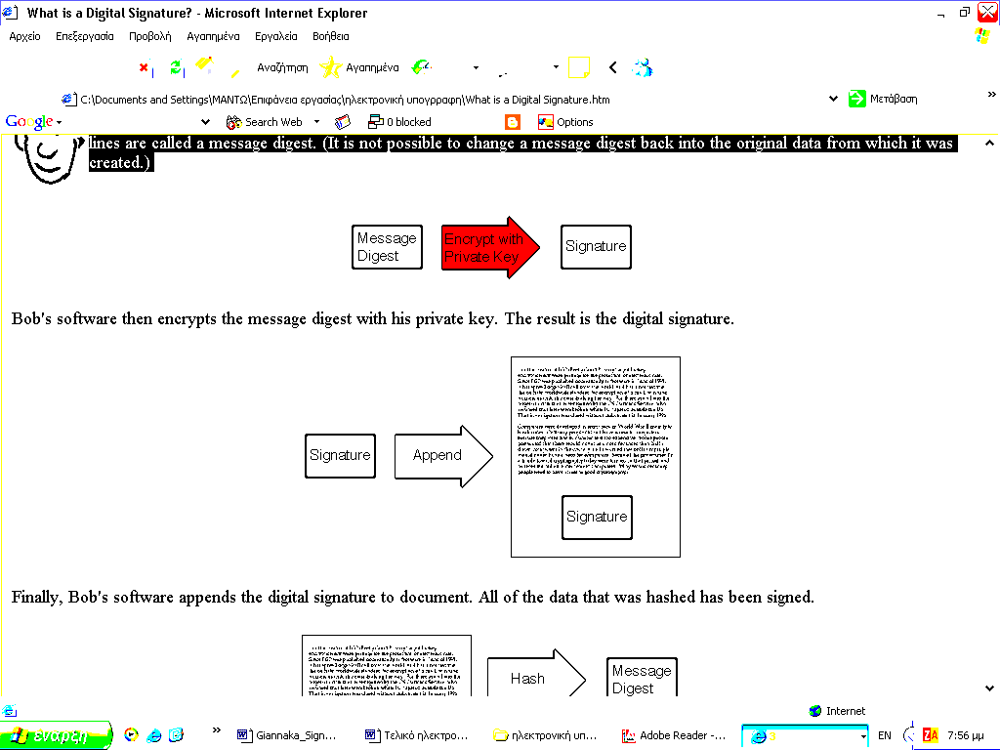 What is a Digital Signature? - Microsoft Internet Explorer
Αρχείο Επεξεργασία Προβολή Αγαπημένα Εργαλεία Βοήθεια
Αναζήτηση Αγαπημένα
C:\Documents and Settings\ΜΑΝΤΩ\Επιφάνεια εργασίας\ηλεκτρονική υπογραφη\What is a Digital Signature.htm Μετάβαση
Google Search Web 0 blocked Options
lines are called a message digest. (It is not possible to change a message digest back into the original data from which it was
created.)
Message
Digest
Encrypt with
Private Key
Signature
Bob's software then encrypts the message digest with his private key. The result is the digital signature.
Signature
Append
Signature
Finally, Bob's software appends the digital signature to document. All of the data that was hashed has been signed.
Hash
Message
Digest
Internet
έναρξη Giannaka_Sign... Τελικό ηλεκτρο... ηλεκτρονική υπ... Adobe Reader -... 3 EN 7:56 μμ